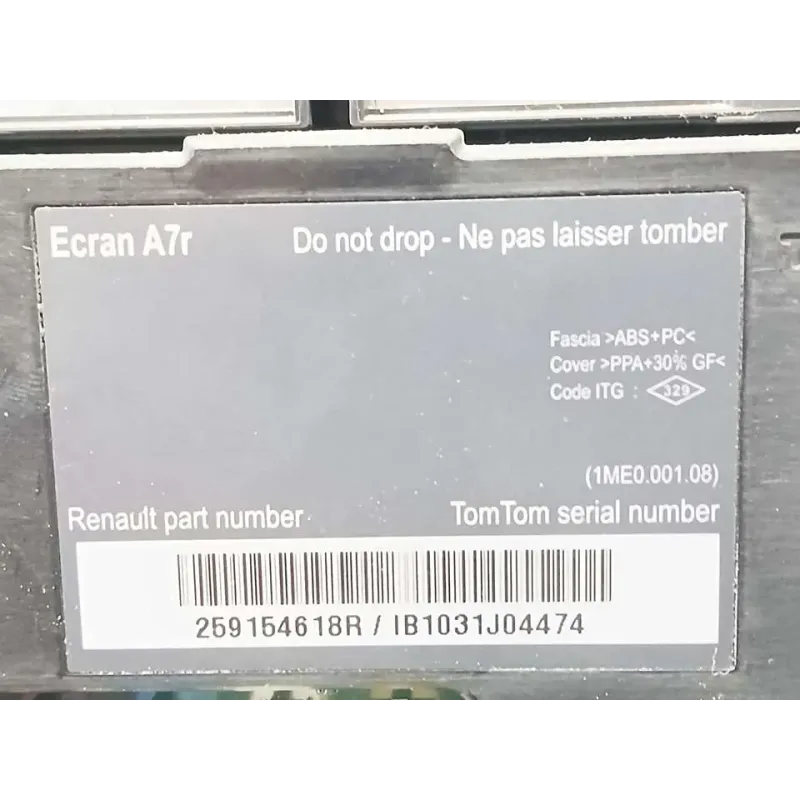 Ecran A7r Do not drop - Ne pas laisser tomber
Fascia >ABS+PC<
Cover >PPA+30% GF<
Code ITG : 329
(1ME0.001.08)
Renault part number TomTom serial number
259154618R / IB1031J04474